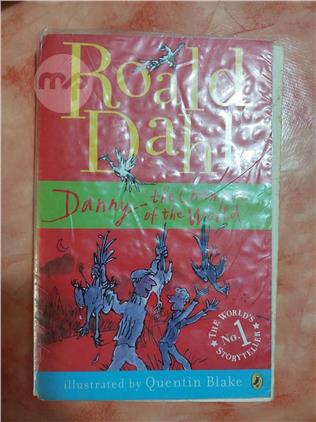 Roald
Dahl
Danny the Champion
of the World
THE WORLD'S
No. 1
STORYTELLER
illustrated by Quentin Blake